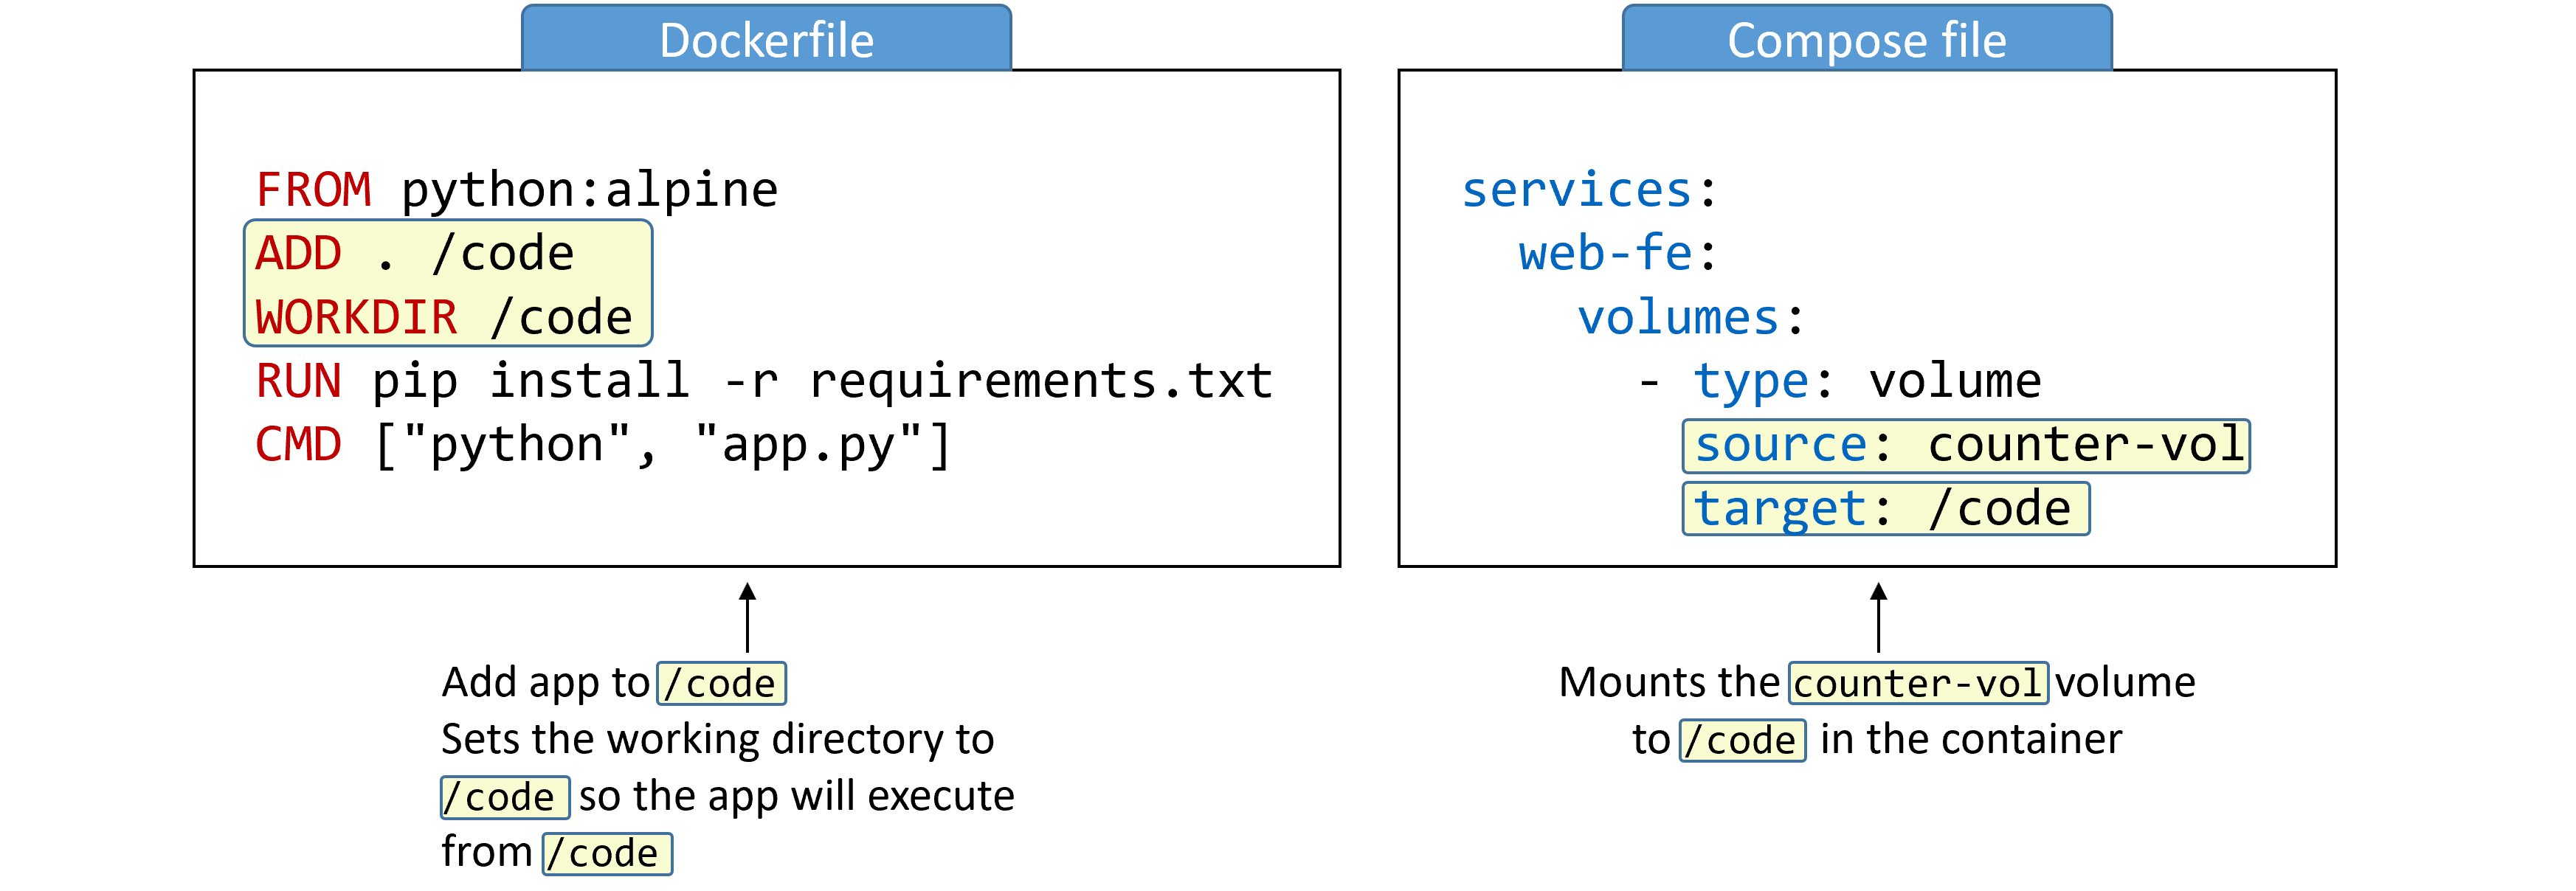 Dockerfile
FROM python:alpine
ADD . /code
WORKDIR /code
RUN pip install -r requirements.txt
CMD ["python", "app.py"]
Add app to /code
Sets the working directory to
/code so the app will execute
from /code
Compose file
services:
web-fe:
volumes:
- type: volume
source: counter-vol
target: /code
Mounts the counter-vol volume
to /code in the container